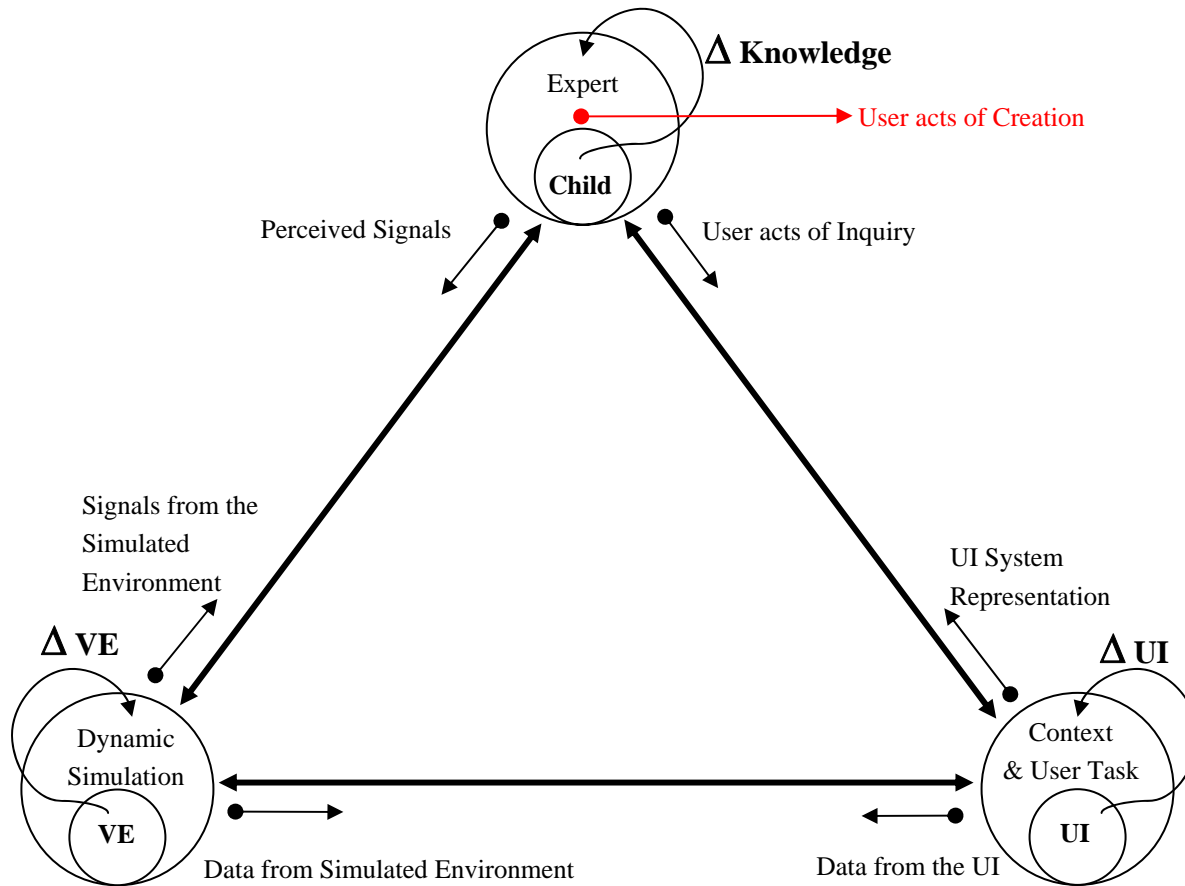 Δ Knowledge
Expert
User acts of Creation
Child
Perceived Signals
User acts of Inquiry
Signals from the
Simulated
Environment
UI System
Representation
Δ VE
Δ UI
Dynamic
Simulation
VE
Context
& User Task
UI
Data from Simulated Environment
Data from the UI